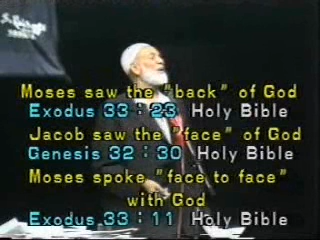 Moses saw the "back" of God
Exodus 33:23 Holy Bible
Jacob saw the "face" of God
Genesis 32:30 Holy Bible
Moses spoke "face to face"
with God
Exodus 33:11 Holy Bible